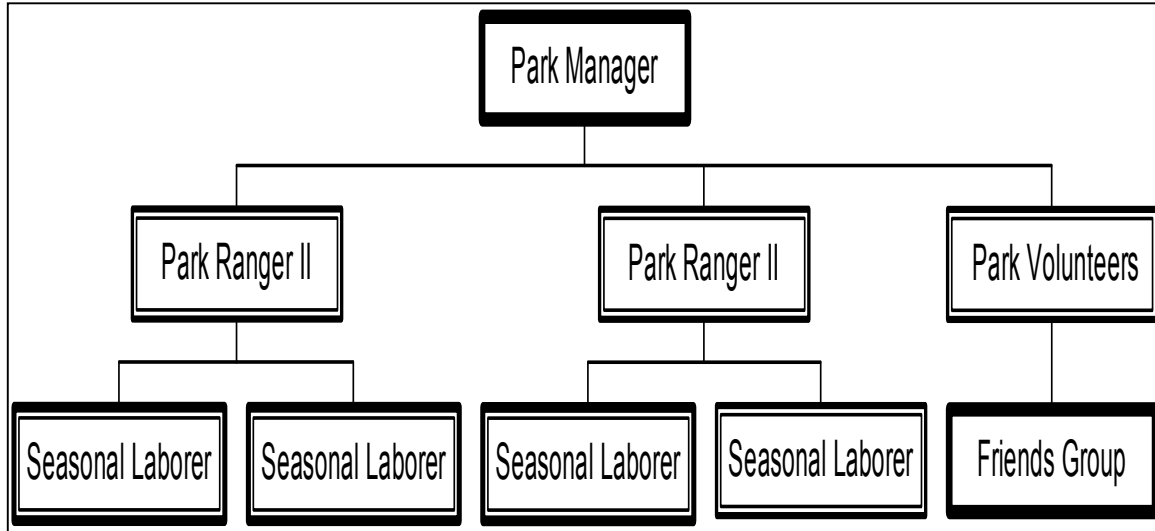 Park Manager
Park Ranger II
Park Ranger II
Park Volunteers
Seasonal Laborer
Seasonal Laborer
Seasonal Laborer
Seasonal Laborer
Friends Group